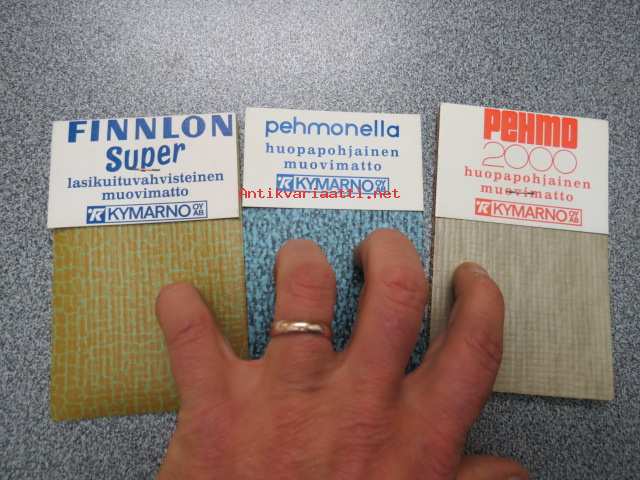 FINNLON
Super
lasikuituvahvisteinen
muovimatto
KYMARNO OY AB
pehmonella
huopapohjainen
muovimatto
KYMARNO OY AB
PEHMO
2000
huopapohjainen
muovimatto
KYMARNO OY AB
Antikvariaatti.net